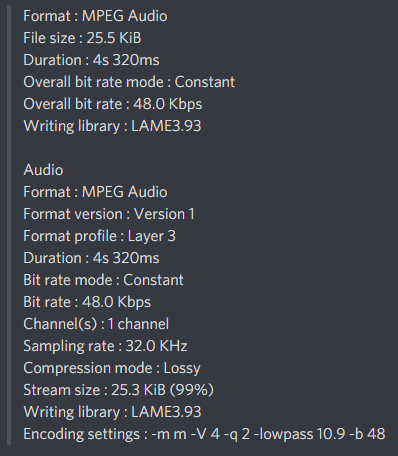 Format : MPEG Audio
File size : 25.5 KiB
Duration : 4s 320ms
Overall bit rate mode : Constant
Overall bit rate : 48.0 Kbps
Writing library : LAME3.93

Audio
Format : MPEG Audio
Format version : Version 1
Format profile : Layer 3
Duration : 4s 320ms
Bit rate mode : Constant
Bit rate : 48.0 Kbps
Channel(s) : 1 channel
Sampling rate : 32.0 KHz
Compression mode : Lossy
Stream size : 25.3 KiB (99%)
Writing library : LAME3.93
Encoding settings : -m m -V 4 -q 2 -lowpass 10.9 -b 48